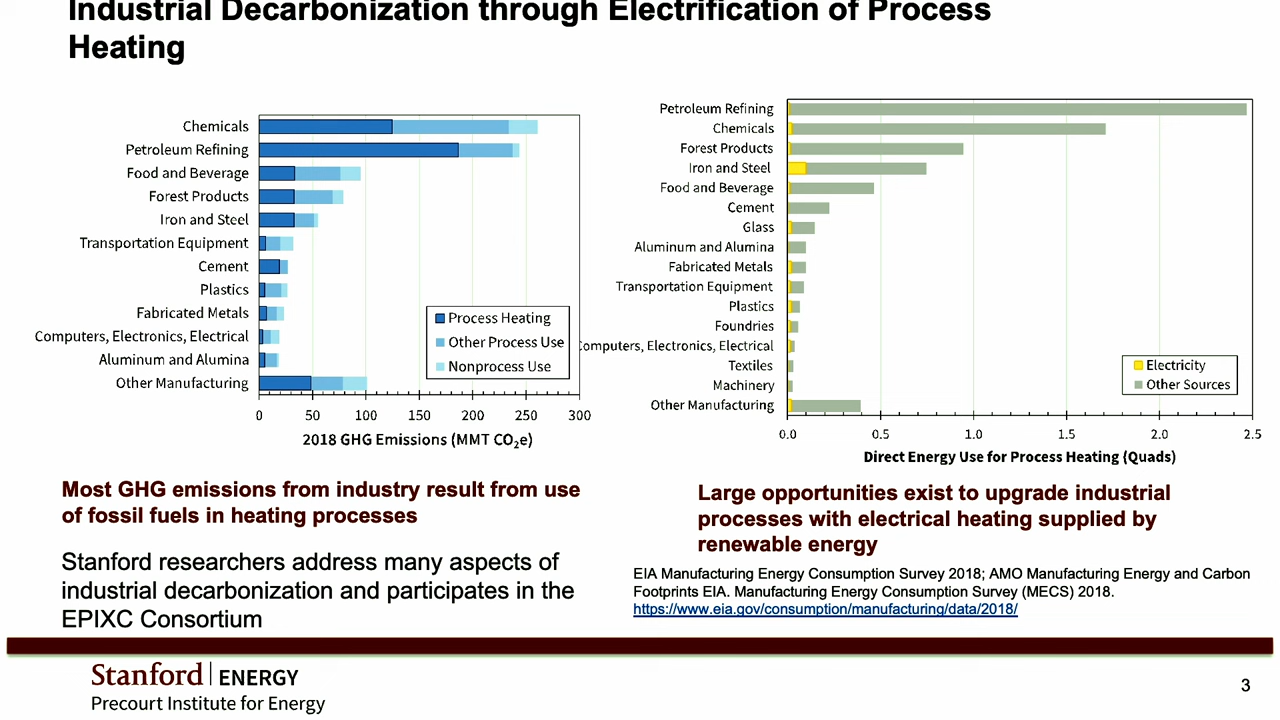 Industrial Decarbonization through Electrification of Process
Heating
Chemicals
Petroleum Refining
Food and Beverage
Forest Products
Iron and Steel
Transportation Equipment
Cement
Plastics
Fabricated Metals
Computers, Electronics, Electrical
Aluminum and Alumina
Other Manufacturing
Process Heating
Other Process Use
Nonprocess Use
0 50 100 150 200 250 300
2018 GHG Emissions (MMT CO₂e)
Petroleum Refining
Chemicals
Forest Products
Iron and Steel
Food and Beverage
Cement
Glass
Aluminum and Alumina
Fabricated Metals
Transportation Equipment
Plastics
Foundries
Computers, Electronics, Electrical
Textiles
Machinery
Other Manufacturing
Electricity
Other Sources
0.0 0.5 1.0 1.5 2.0 2.5
Direct Energy Use for Process Heating (Quads)
Most GHG emissions from industry result from use
of fossil fuels in heating processes
Stanford researchers address many aspects of
industrial decarbonization and participates in the
EPIXC Consortium
Large opportunities exist to upgrade industrial
processes with electrical heating supplied by
renewable energy
EIA Manufacturing Energy Consumption Survey 2018; AMO Manufacturing Energy and Carbon
Footprints EIA. Manufacturing Energy Consumption Survey (MECS) 2018.
https://www.eia.gov/consumption/manufacturing/data/2018/
Stanford | ENERGY
Precourt Institute for Energy
3